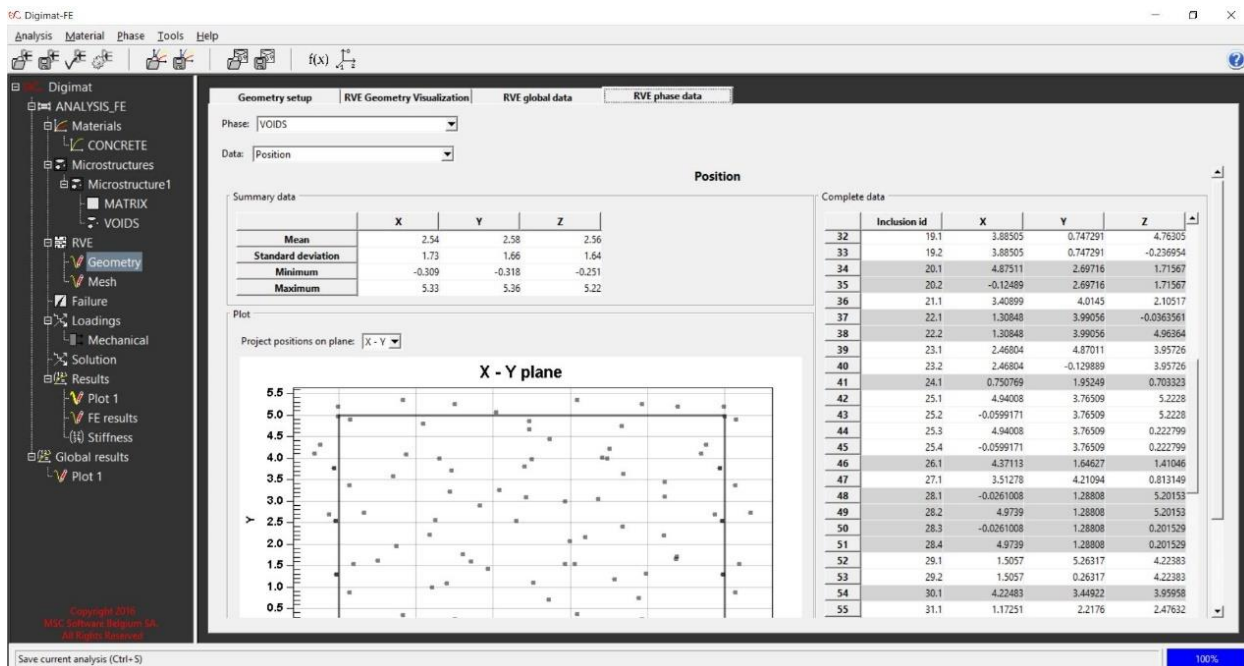 Digimat-FE
Analysis Material Phase Tools Help
f(x)
Digimat
ANALYSIS_FE
Materials
CONCRETE
Microstructures
Microstructure1
MATRIX
VOIDS
RVE
Geometry
Mesh
Failure
Loadings
Mechanical
Solution
Results
Plot 1
FE results
Stiffness
Global results
Plot 1
Copyright 2016
MSC Software Belgium SA.
All Rights Reserved
Geometry setup RVE Geometry Visualization RVE global data RVE phase data
Phase: VOIDS
Data: Position
Position
Summary data
X Y Z
Mean 2.54 2.58 2.56
Standard deviation 1.73 1.66 1.64
Minimum -0.309 -0.318 -0.251
Maximum 5.33 5.36 5.22
Plot
Project positions on plane: X - Y
X - Y plane
5.5
5.0
4.5
4.0
3.5
3.0
2.5
2.0
1.5
1.0
0.5
Y
Complete data
Inclusion id X Y Z
32 19.1 3.88505 0.747291 4.76305
33 19.2 3.88505 0.747291 -0.236954
34 20.1 4.87511 2.69716 1.71567
35 20.2 -0.12489 2.69716 1.71567
36 21.1 3.40899 4.0145 2.10517
37 22.1 1.30848 3.99056 -0.0363561
38 22.2 1.30848 3.99056 4.96364
39 23.1 2.46804 4.87011 3.95726
40 23.2 2.46804 -0.129889 3.95726
41 24.1 0.750769 1.95249 0.703323
42 25.1 4.94008 3.76509 5.2228
43 25.2 -0.0599171 3.76509 5.2228
44 25.3 4.94008 3.76509 0.222799
45 25.4 -0.0599171 3.76509 0.222799
46 26.1 4.37113 1.64627 1.41046
47 27.1 3.51278 4.21094 0.813149
48 28.1 -0.0261008 1.28808 5.20153
49 28.2 4.9739 1.28808 5.20153
50 28.3 -0.0261008 1.28808 0.201529
51 28.4 4.9739 1.28808 0.201529
52 29.1 1.5057 5.26317 4.22383
53 29.2 1.5057 0.26317 4.22383
54 30.1 4.22483 3.44922 3.95958
55 31.1 1.17251 2.2176 2.47632
Save current analysis (Ctrl+S)
100%